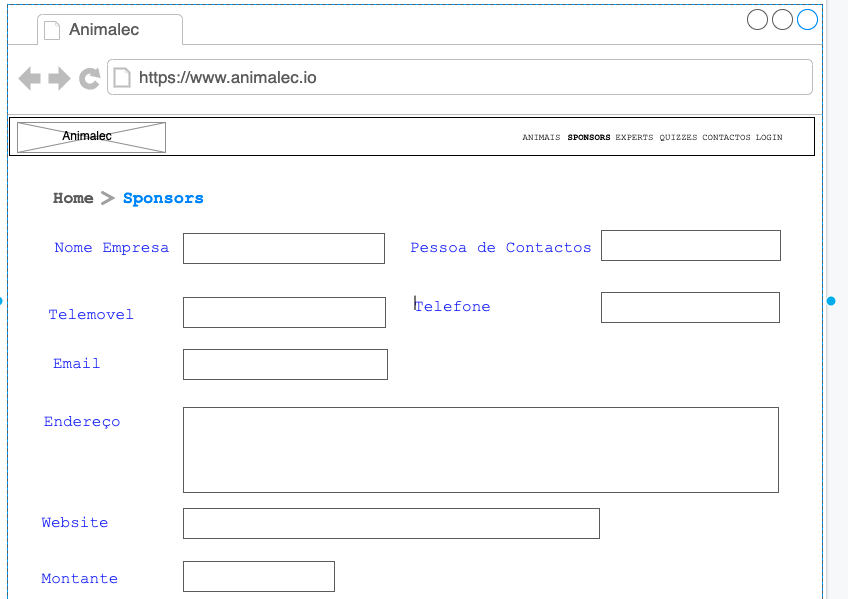 Animalec
https://www.animalec.io
Animalec
ANIMAIS SPONSORS EXPERTS QUIZZES CONTACTOS LOGIN
Home > Sponsors
Nome Empresa Pessoa de Contactos
Telemovel Telefone
Email
Endereço
Website
Montante